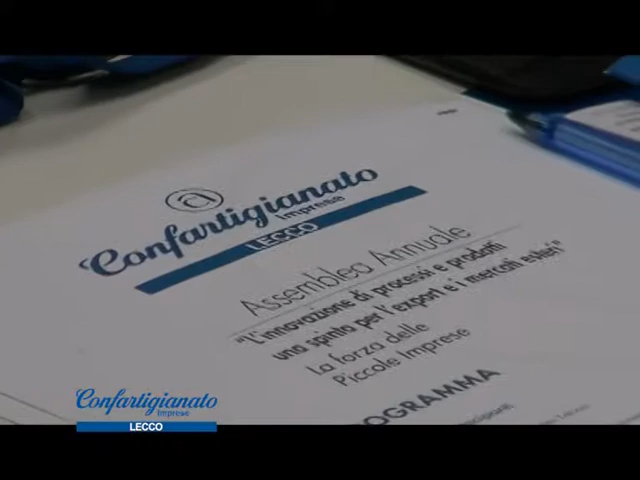 @
Confartigianato
Imprese
LECCO
Assemblea Annuale
"L'innovazione di processi e prodotti
una spinta per l'export e i mercati esteri"
La forza delle
Piccole Imprese
OGRAMMA
Confartigianato
Imprese
LECCO